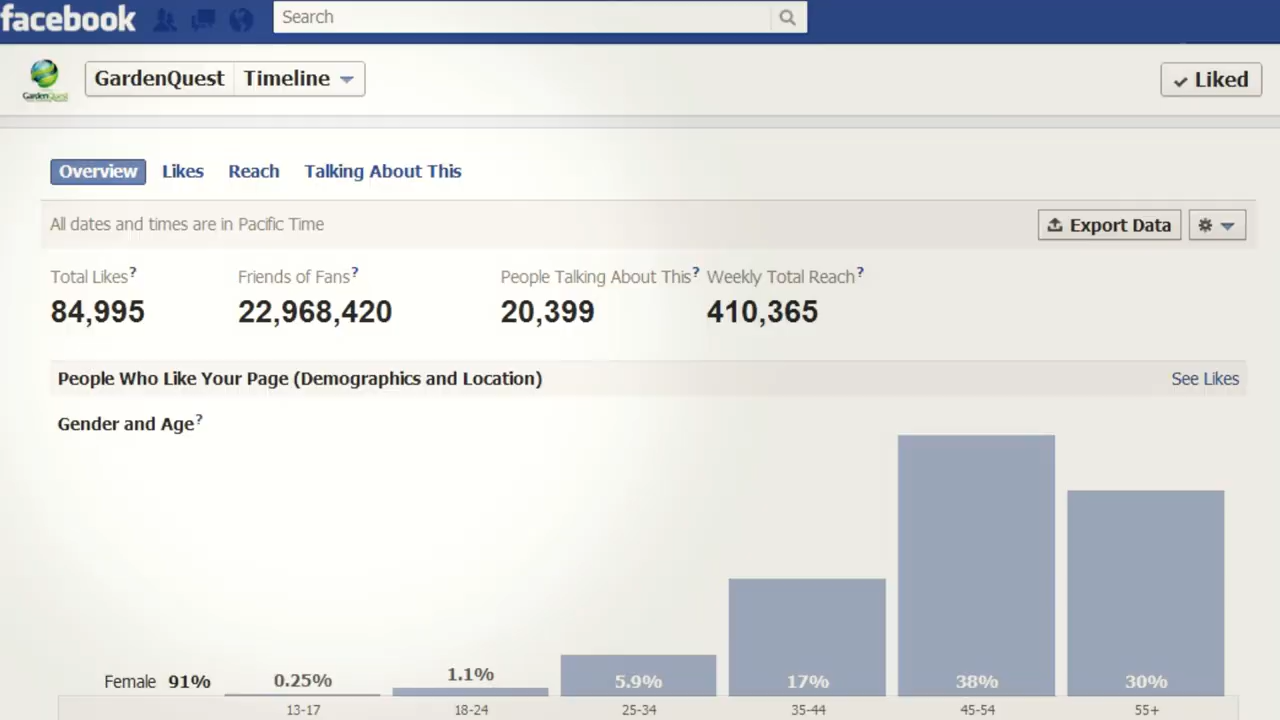 facebook Search
GardenQuest Timeline Liked
GardenQuest
Overview Likes Reach Talking About This
All dates and times are in Pacific Time Export Data
Total Likes? Friends of Fans? People Talking About This? Weekly Total Reach?
84,995 22,968,420 20,399 410,365
People Who Like Your Page (Demographics and Location) See Likes
Gender and Age?
Female 91% 0.25% 1.1% 5.9% 17% 38% 30%
13-17 18-24 25-34 35-44 45-54 55+